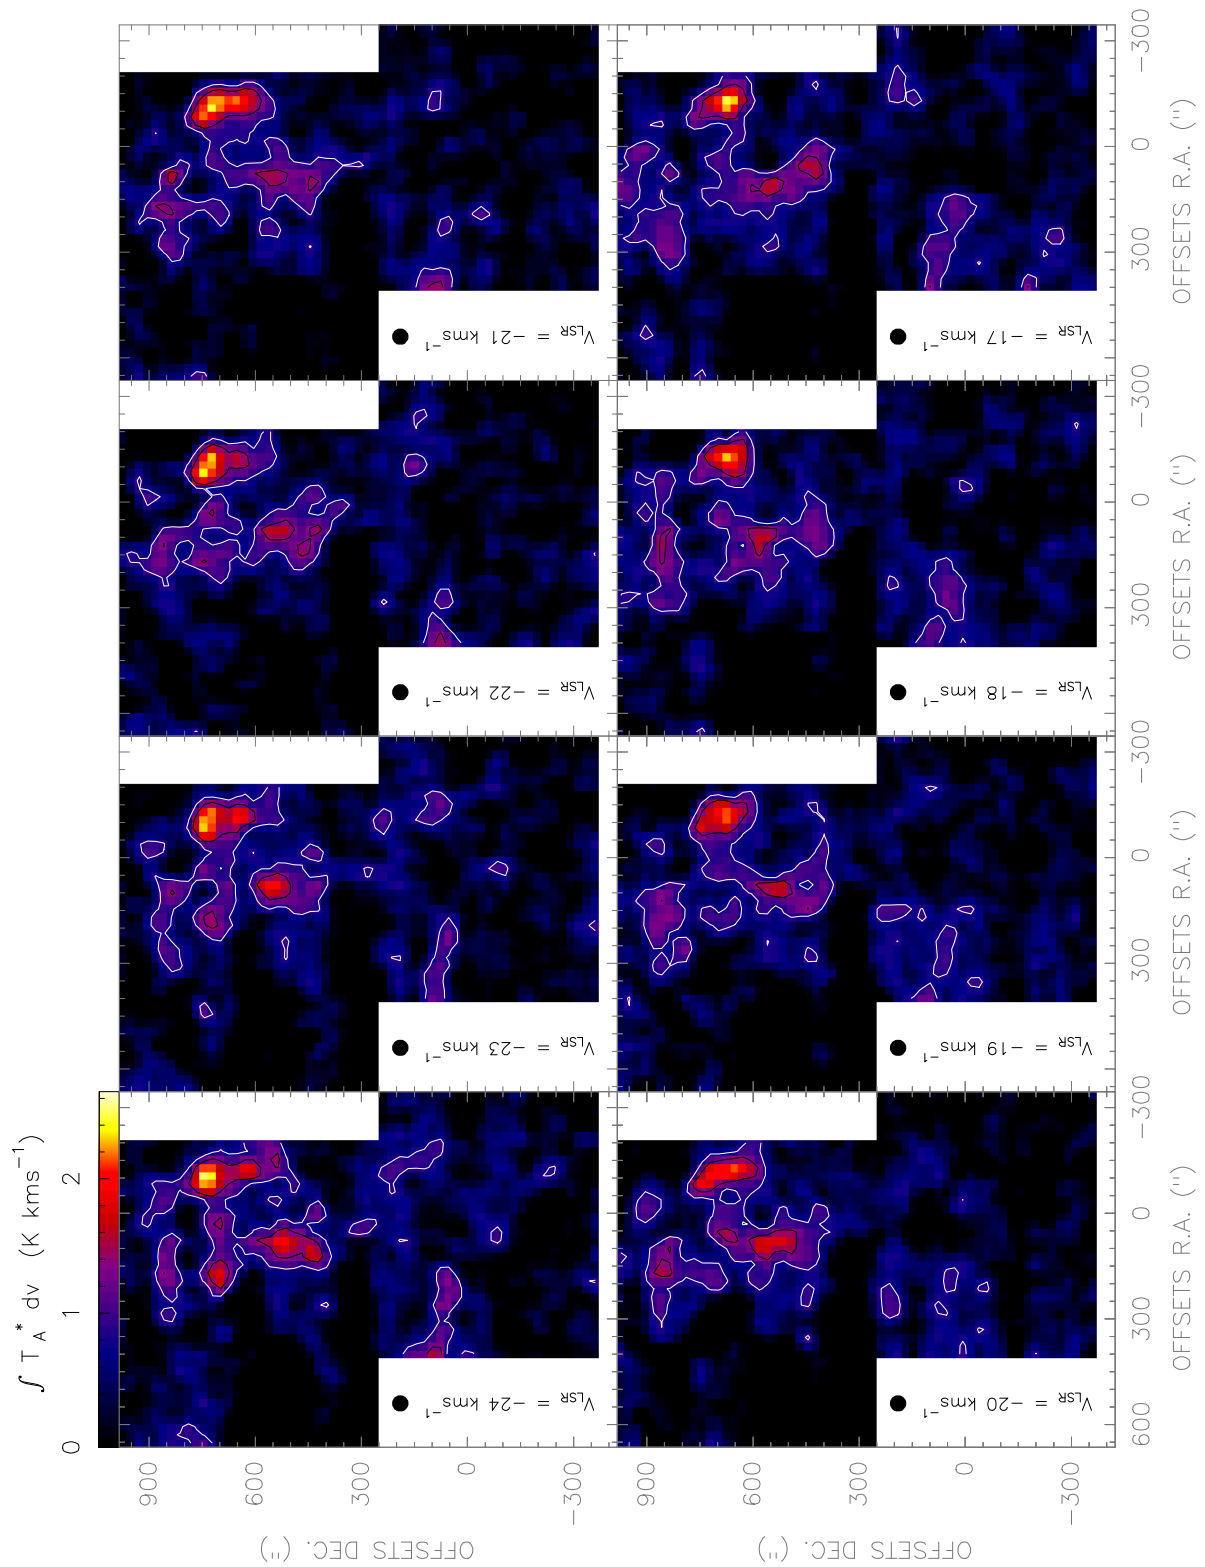 ∫ T_A* dv (K kms⁻¹)
0 1 2
V_LSR = −24 kms⁻¹
V_LSR = −23 kms⁻¹
V_LSR = −22 kms⁻¹
V_LSR = −21 kms⁻¹
V_LSR = −20 kms⁻¹
V_LSR = −19 kms⁻¹
V_LSR = −18 kms⁻¹
V_LSR = −17 kms⁻¹
900 600 300 0 −300
900 600 300 0 −300
OFFSETS DEC. (")
OFFSETS DEC. (")
600 300 0 −300
300 0 −300
300 0 −300
300 0 −300
OFFSETS R.A. (")
OFFSETS R.A. (")
OFFSETS R.A. (")
OFFSETS R.A. (")